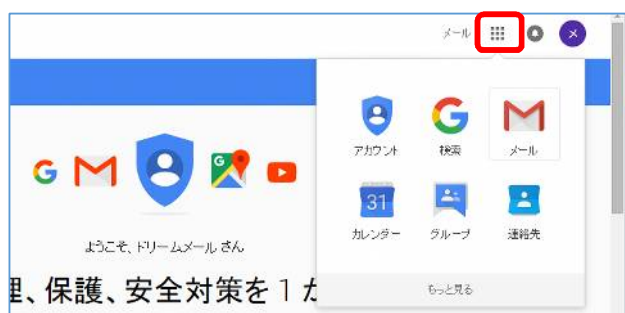 メール
アカウント
検索
メール
31
カレンダー
グループ
連絡先
もっと見る
ようこそ、ドリームメール さん
理、保護、安全対策を 1 か